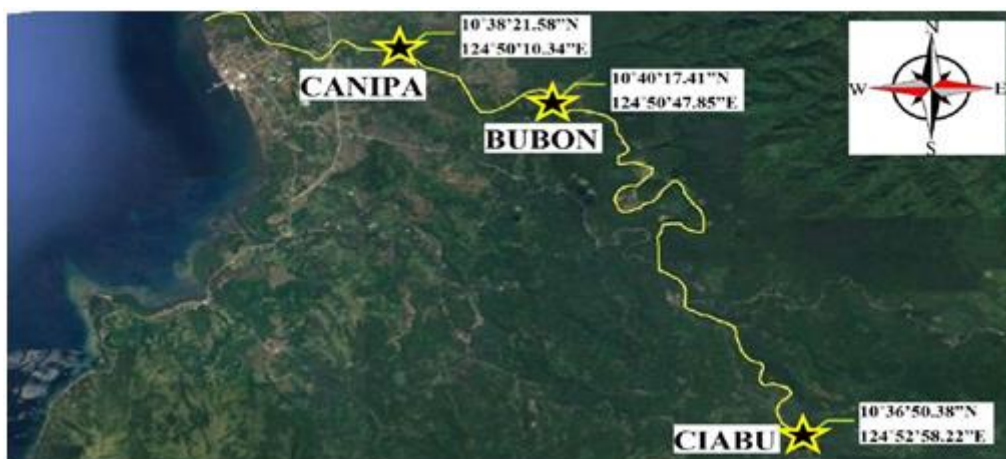 10°38'21.58"N
124°50'10.34"E
CANIPA
10°40'17.41"N
124°50'47.85"E
BUBON
N
W
E
S
10°36'50.38"N
124°52'58.22"E
CIABU